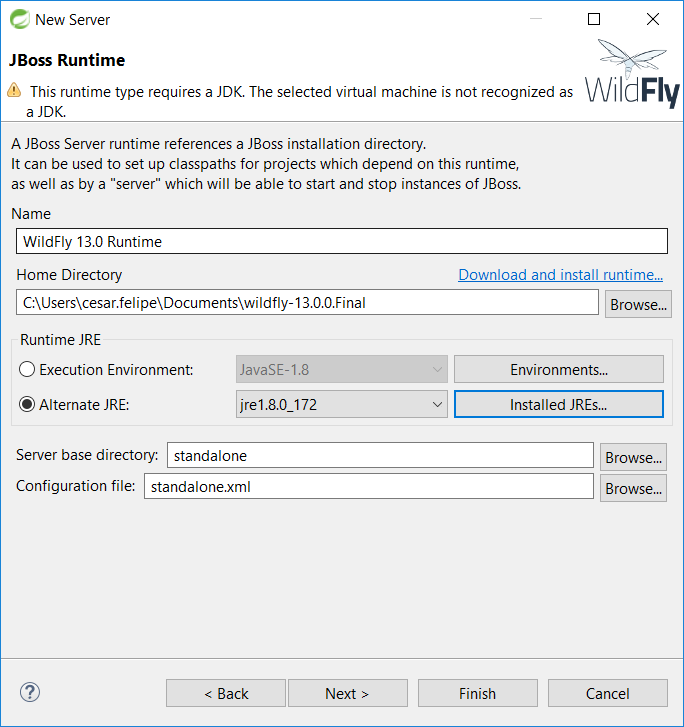 New Server
JBoss Runtime
This runtime type requires a JDK. The selected virtual machine is not recognized as
a JDK.
WildFly
A JBoss Server runtime references a JBoss installation directory.
It can be used to set up classpaths for projects which depend on this runtime,
as well as by a "server" which will be able to start and stop instances of JBoss.
Name
WildFly 13.0 Runtime
Home Directory
Download and install runtime...
C:\Users\cesar.felipe\Documents\wildfly-13.0.0.Final
Browse...
Runtime JRE
Execution Environment:
JavaSE-1.8
Environments...
Alternate JRE:
jre1.8.0_172
Installed JREs...
Server base directory:
standalone
Browse...
Configuration file:
standalone.xml
Browse...
?
< Back
Next >
Finish
Cancel